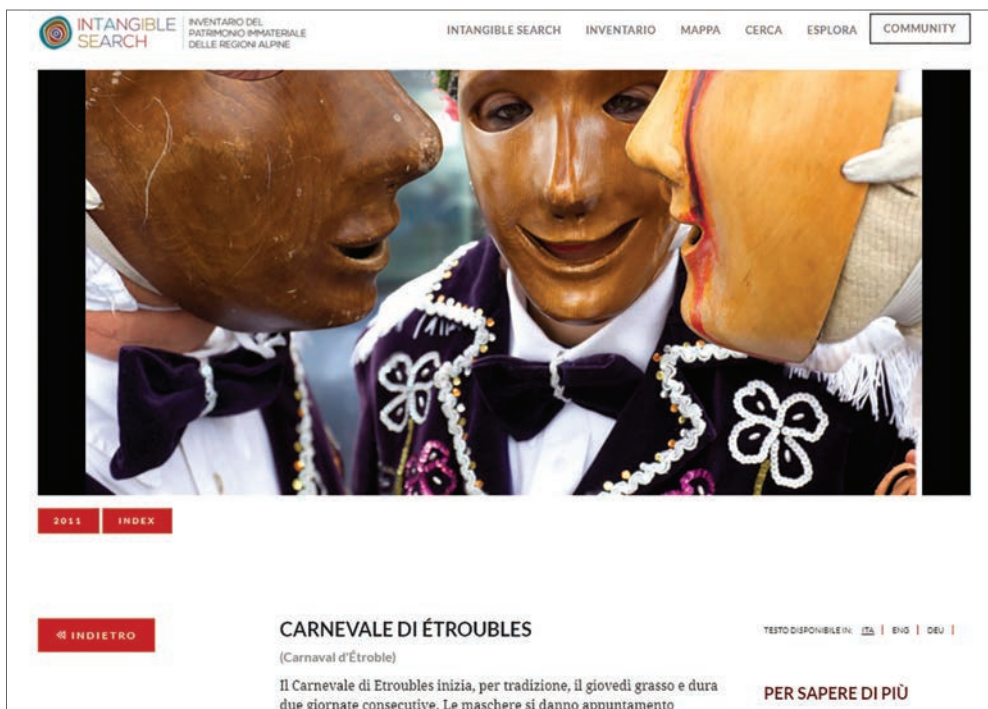 INTANGIBLE
SEARCH
INVENTARIO DEL
PATRIMONIO IMMATERIALE
DELLE REGIONI ALPINE
INTANGIBLE SEARCH INVENTARIO MAPPA CERCA ESPLORA COMMUNITY
2011 INDEX
« INDIETRO
CARNEVALE DI ÉTROUBLES
(Carnaval d'Étroble)
TESTO DISPONIBILE IN: ITA | ENG | DEU |
Il Carnevale di Etroubles inizia, per tradizione, il giovedì grasso e dura
due giornate consecutive. Le maschere si danno appuntamento
PER SAPERE DI PIÙ